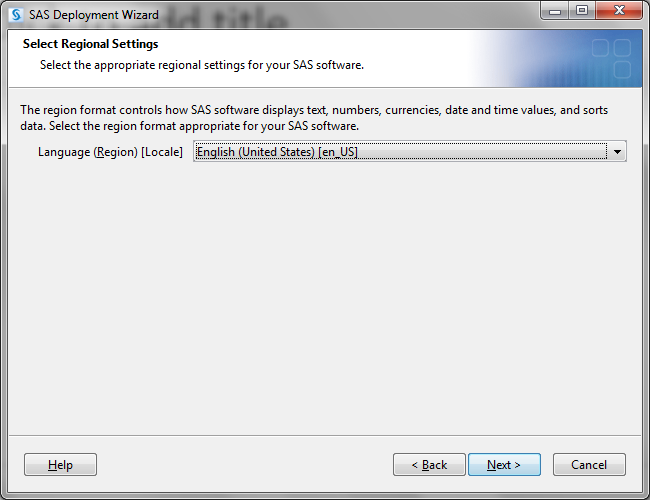 SAS Deployment Wizard
Select Regional Settings
Select the appropriate regional settings for your SAS software.
The region format controls how SAS software displays text, numbers, currencies, date and time values, and sorts
data. Select the region format appropriate for your SAS software.
Language (Region) [Locale] English (United States) [en_US]
Help < Back Next > Cancel